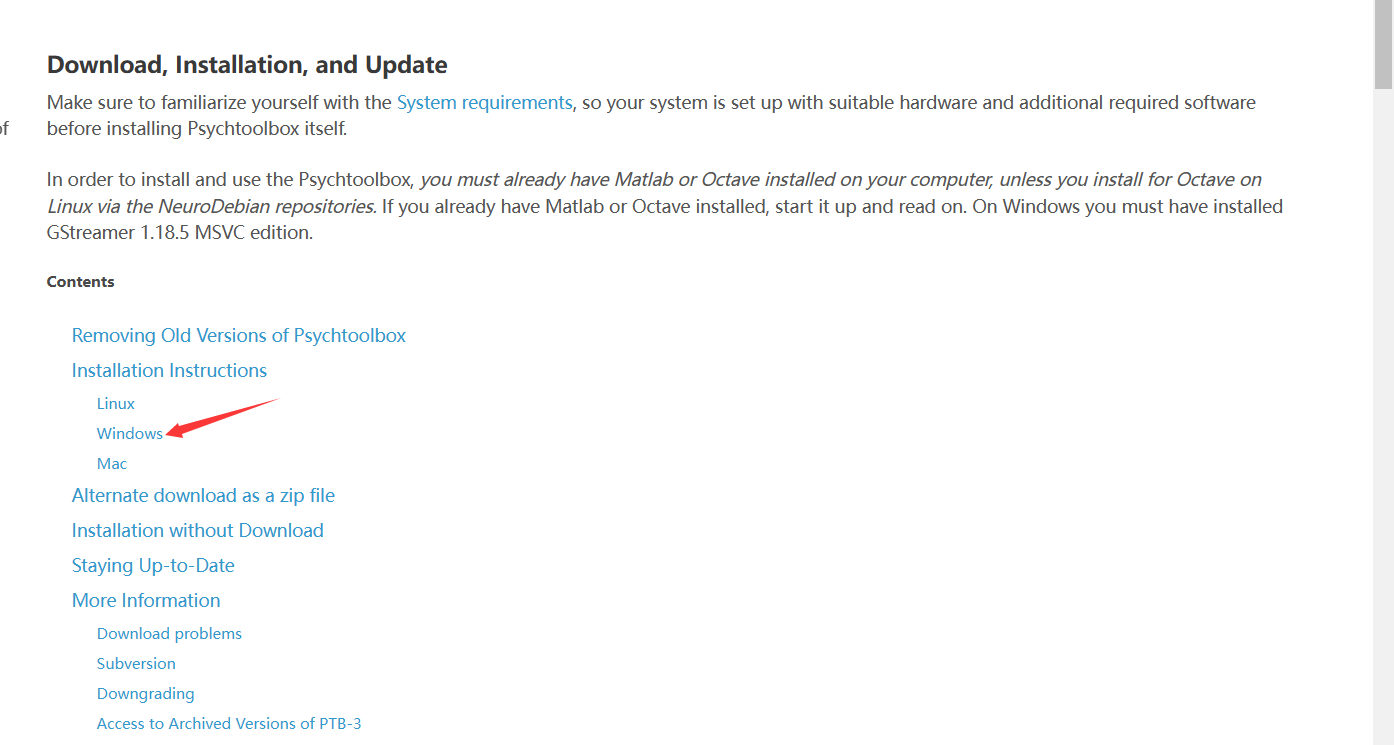 Download, Installation, and Update
Make sure to familiarize yourself with the System requirements, so your system is set up with suitable hardware and additional required software
of
before installing Psychtoolbox itself.
In order to install and use the Psychtoolbox, you must already have Matlab or Octave installed on your computer, unless you install for Octave on
Linux via the NeuroDebian repositories. If you already have Matlab or Octave installed, start it up and read on. On Windows you must have installed
GStreamer 1.18.5 MSVC edition.
Contents
Removing Old Versions of Psychtoolbox
Installation Instructions
Linux
Windows
Mac
Alternate download as a zip file
Installation without Download
Staying Up-to-Date
More Information
Download problems
Subversion
Downgrading
Access to Archived Versions of PTB-3